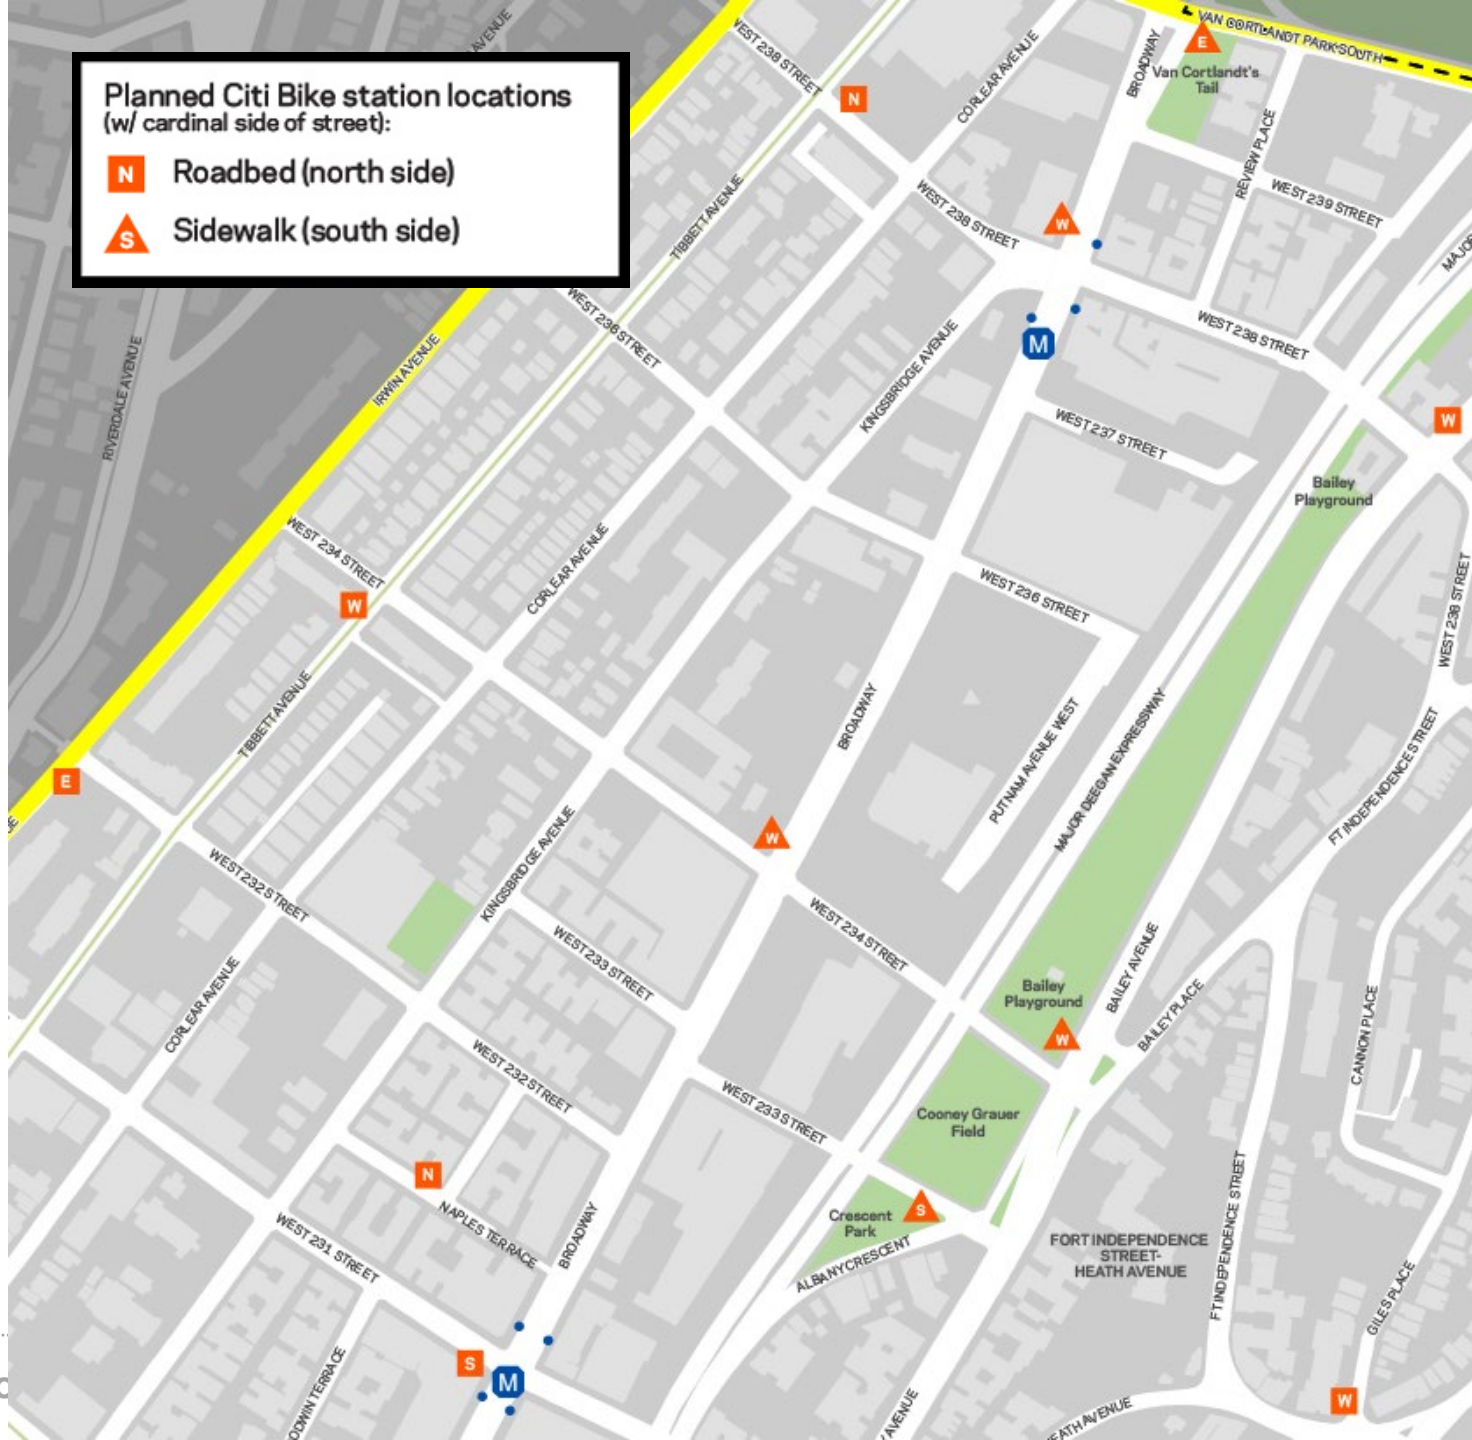 VAN CORTLANDT PARK SOUTH
E
Van Cortlandt's
Tail
BROADWAY
WEST 238 STREET
N
CORLEAR AVENUE
AVENUE
Planned Citi Bike station locations
(w/ cardinal side of street):
N Roadbed (north side)
S Sidewalk (south side)
REVIEW PLACE
WEST 239 STREET
WEST 238 STREET
W
TIBBETT AVENUE
MAJOR
WEST 236 STREET
WEST 238 STREET
M
KINGSBRIDGE AVENUE
IRWIN AVENUE
RIVERDALE AVENUE
WEST 237 STREET
W
Bailey
Playground
WEST 234 STREET
CORLEAR AVENUE
WEST 236 STREET
W
WEST 238 STREET
TIBBETT AVENUE
BROADWAY
PUTNAM AVENUE WEST
MAJOR DEEGAN EXPRESSWAY
FT INDEPENDENCE STREET
E
W
KINGSBRIDGE AVENUE
WEST 232 STREET
WEST 234 STREET
WEST 233 STREET
BAILEY AVENUE
BAILEY PLACE
Bailey
Playground
W
CORLEAR AVENUE
CANNON PLACE
WEST 232 STREET
WEST 233 STREET
Cooney Grauer
Field
N
NAPLES TERRACE
BROADWAY
S
Crescent
Park
ALBANY CRESCENT
FORT INDEPENDENCE
STREET-
HEATH AVENUE
FT INDEPENDENCE STREET
WEST 231 STREET
GILES PLACE
S
M
W